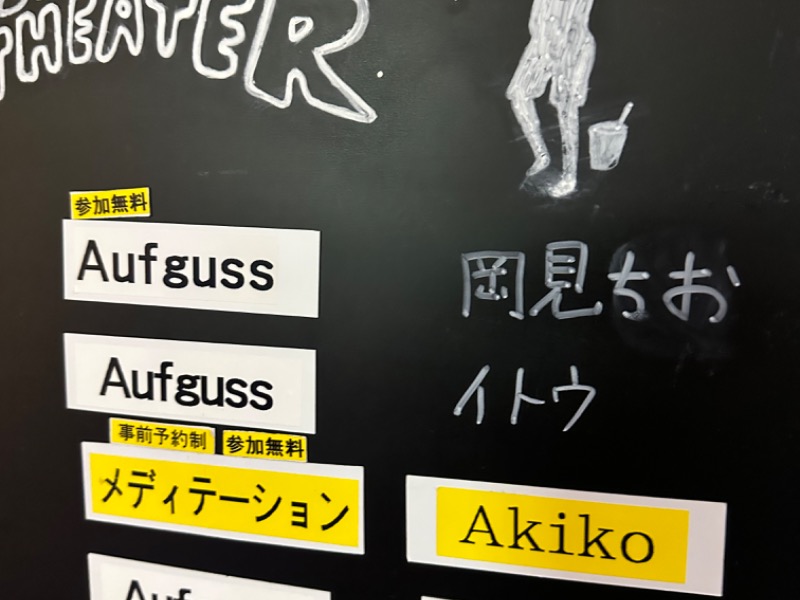 THEATER
参加無料
Aufguss 岡見ちお
Aufguss イトウ
事前予約制 参加無料
メディテーション Akiko
Aufguss